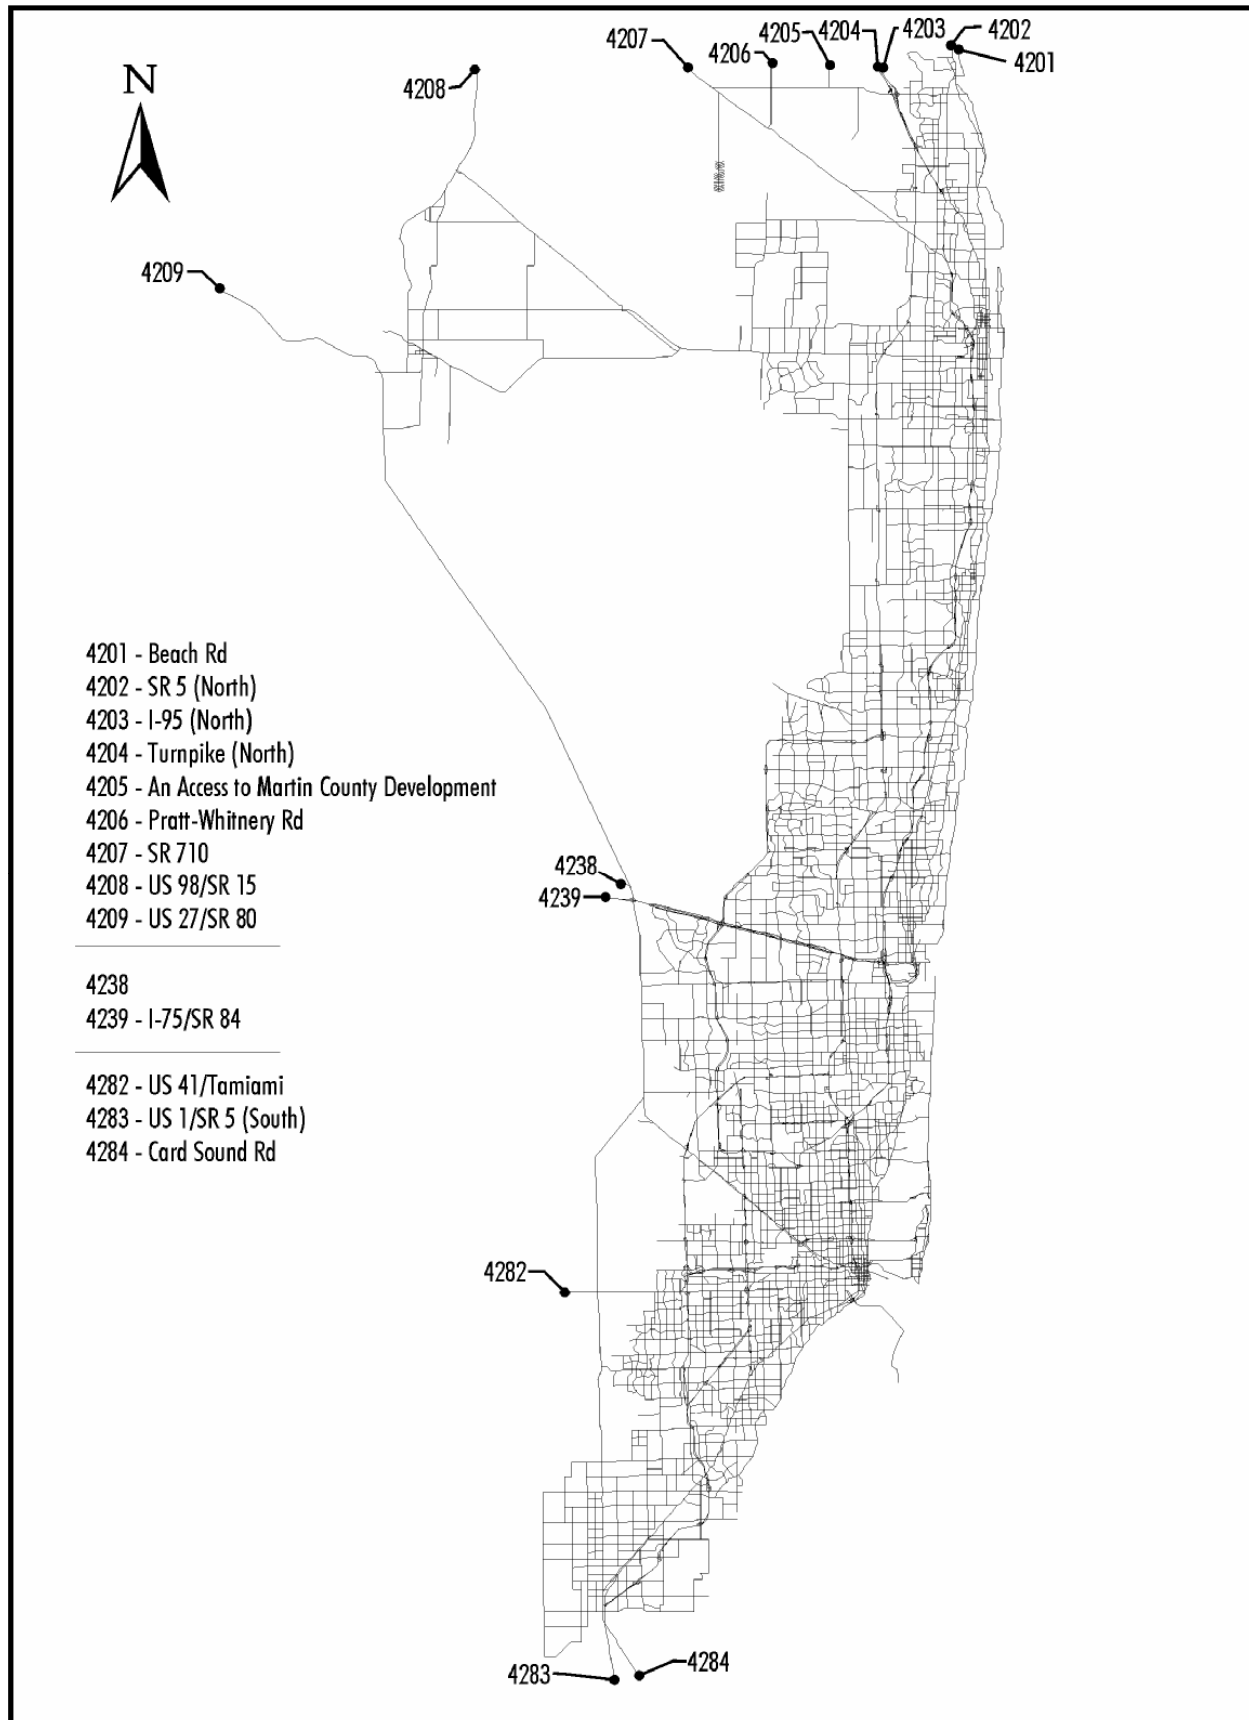 4202
4203
4204
4205
4207
4206
4201
N
4208
4209
4201 - Beach Rd
4202 - SR 5 (North)
4203 - I-95 (North)
4204 - Turnpike (North)
4205 - An Access to Martin County Development
4206 - Pratt-Whitnery Rd
4207 - SR 710
4208 - US 98/SR 15
4209 - US 27/SR 80
4238
4239
4238
4239 - I-75/SR 84
4282 - US 41/Tamiami
4283 - US 1/SR 5 (South)
4284 - Card Sound Rd
4282
4283
4284